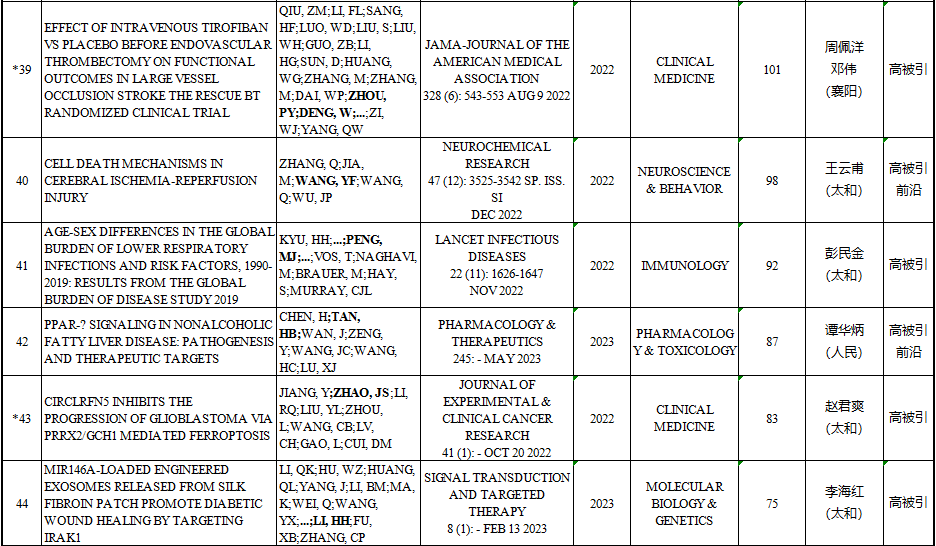 *39
EFFECT OF INTRAVENOUS TIROFIBAN
VS PLACEBO BEFORE ENDOVASCULAR
THROMBECTOMY ON FUNCTIONAL
OUTCOMES IN LARGE VESSEL
OCCLUSION STROKE THE RESCUE BT
RANDOMIZED CLINICAL TRIAL
QIU, ZM;LI, FL;SANG,
HF;LUO, WD;LIU, S;LIU,
WH;GUO, ZB;LI,
HG;SUN, D;HUANG,
WG;ZHANG, M;ZHANG,
M;DAI, WP;ZHOU,
PY;DENG, W;...;ZI,
WJ;YANG, QW
JAMA-JOURNAL OF THE
AMERICAN MEDICAL
ASSOCIATION
328 (6): 543-553 AUG 9 2022
2022
CLINICAL
MEDICINE
101
周佩洋
邓伟
(襄阳)
高被引
40
CELL DEATH MECHANISMS IN
CEREBRAL ISCHEMIA-REPERFUSION
INJURY
ZHANG, Q;JIA,
M;WANG, YF;WANG,
Q;WU, JP
NEUROCHEMICAL
RESEARCH
47 (12): 3525-3542 SP. ISS.
SI
DEC 2022
2022
NEUROSCIENCE
& BEHAVIOR
98
王云甫
(太和)
高被引
前沿
41
AGE-SEX DIFFERENCES IN THE GLOBAL
BURDEN OF LOWER RESPIRATORY
INFECTIONS AND RISK FACTORS, 1990-
2019: RESULTS FROM THE GLOBAL
BURDEN OF DISEASE STUDY 2019
KYU, HH;...;PENG,
MJ;...;VOS, T;NAGHAVI,
M;BRAUER, M;HAY,
S;MURRAY, CJL
LANCET INFECTIOUS
DISEASES
22 (11): 1626-1647
NOV 2022
2022
IMMUNOLOGY
92
彭民金
(太和)
高被引
42
PPAR-? SIGNALING IN NONALCOHOLIC
FATTY LIVER DISEASE: PATHOGENESIS
AND THERAPEUTIC TARGETS
CHEN, H;TAN,
HB;WAN, J;ZENG,
Y;WANG, JC;WANG,
HC;LU, XJ
PHARMACOLOGY &
THERAPEUTICS
245: - MAY 2023
2023
PHARMACOLOG
Y & TOXICOLOGY
87
谭华炳
(人民)
高被引
前沿
*43
CIRCLRFN5 INHIBITS THE
PROGRESSION OF GLIOBLASTOMA VIA
PRRX2/GCH1 MEDIATED FERROPTOSIS
JIANG, Y;ZHAO, JS;LI,
RQ;LIU, YL;ZHOU,
L;WANG, CB;LV,
CH;GAO, L;CUI, DM
JOURNAL OF
EXPERIMENTAL &
CLINICAL CANCER
RESEARCH
41 (1): - OCT 20 2022
2022
CLINICAL
MEDICINE
83
赵君爽
(太和)
高被引
44
MIR146A-LOADED ENGINEERED
EXOSOMES RELEASED FROM SILK
FIBROIN PATCH PROMOTE DIABETIC
WOUND HEALING BY TARGETING
IRAK1
LI, QK;HU, WZ;HUANG,
QL;YANG, J;LI, BM;MA,
K;WEI, Q;WANG,
YX;...;LI, HH;FU,
XB;ZHANG, CP
SIGNAL TRANSDUCTION
AND TARGETED
THERAPY
8 (1): - FEB 13 2023
2023
MOLECULAR
BIOLOGY &
GENETICS
75
李海红
(太和)
高被引